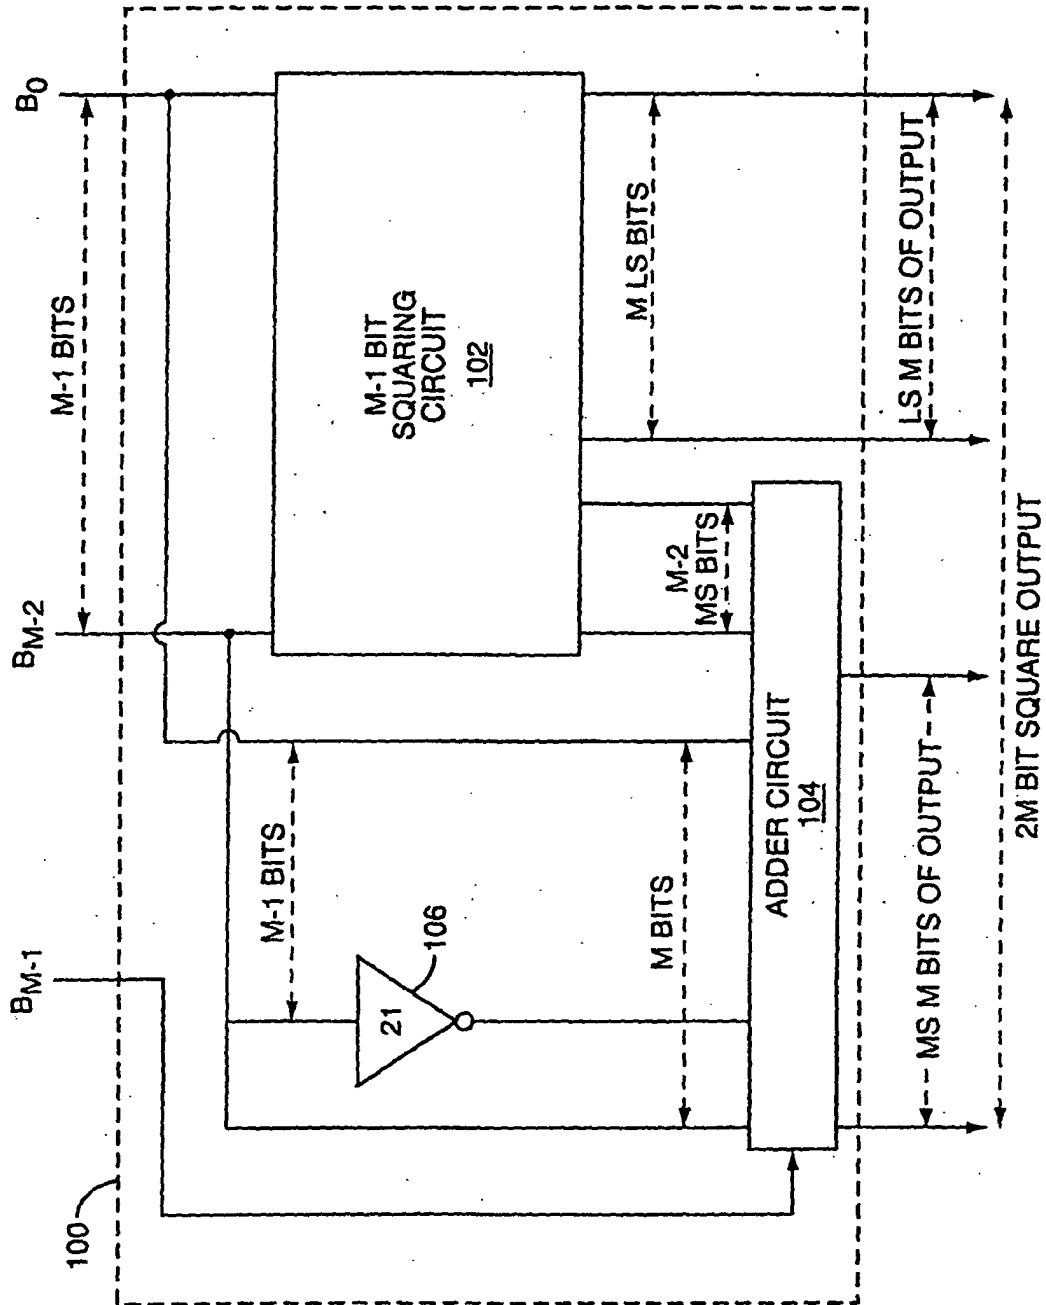 B0
BM-2
BM-1
M-1 BITS
M-1 BIT
SQUARING
CIRCUIT
102
M LS BITS
LS M BITS OF OUTPUT
M-2
MS BITS
M-1 BITS
21
106
M BITS
ADDER CIRCUIT
104
MS M BITS OF OUTPUT
2M BIT SQUARE OUTPUT
100